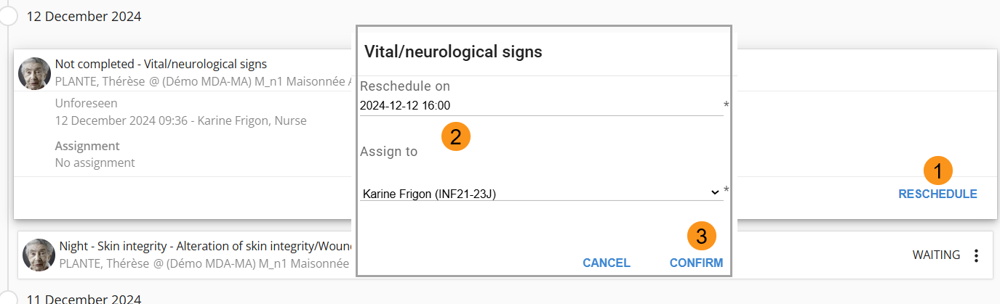 12 December 2024
Not completed - Vital/neurological signs
PLANTE, Thérèse @ (Démo MDA-MA) M_n1 Maisonnée
Unforeseen
12 December 2024 09:36 - Karine Frigon, Nurse
Assignment
No assignment
1
RESCHEDULE
Vital/neurological signs
Reschedule on
2024-12-12 16:00 *
2
Assign to
Karine Frigon (INF21-23J) *
3
CANCEL CONFIRM
Night - Skin integrity - Alteration of skin integrity/
PLANTE, Thérèse @ (Démo MDA-MA) M_n1 Maisonnée
WAITING
11 December 2024